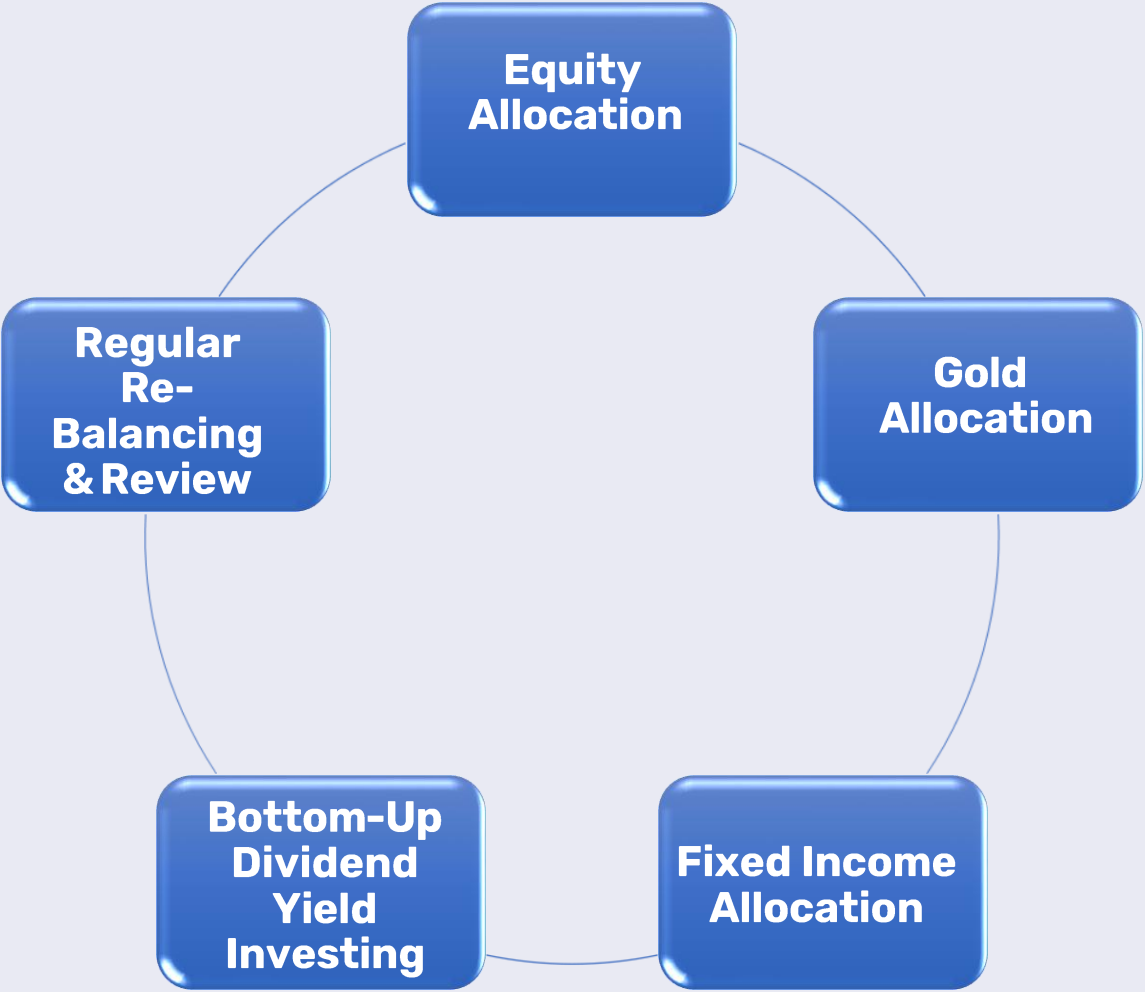 Equity
Allocation
Gold
Allocation
Fixed Income
Allocation
Bottom-Up
Dividend
Yield
Investing
Regular
Re-
Balancing
& Review